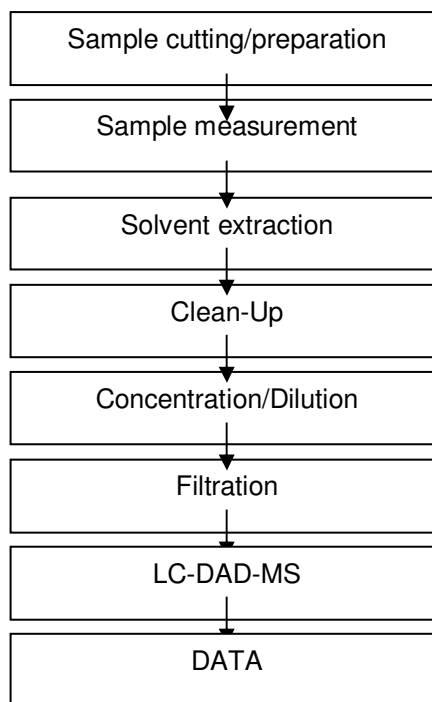 Sample cutting/preparation
Sample measurement
Solvent extraction
Clean-Up
Concentration/Dilution
Filtration
LC-DAD-MS
DATA